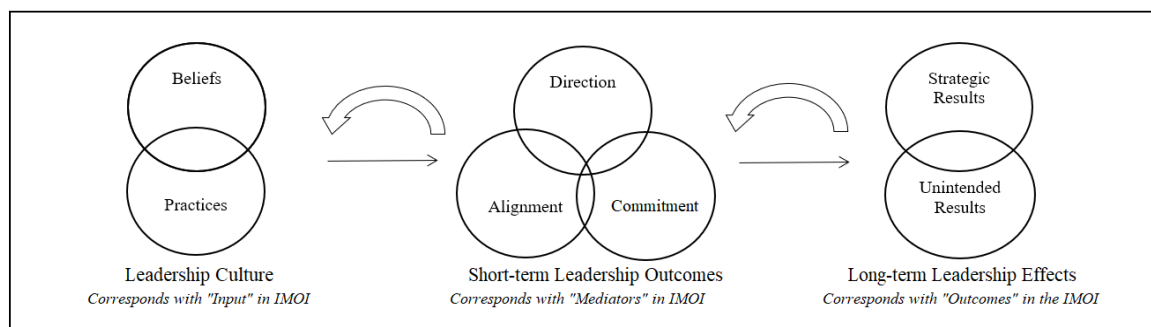 Beliefs
Practices
Leadership Culture
Corresponds with "Input" in IMOI
Direction
Alignment
Commitment
Short-term Leadership Outcomes
Corresponds with "Mediators" in IMOI
Strategic
Results
Unintended
Results
Long-term Leadership Effects
Corresponds with "Outcomes" in the IMOI